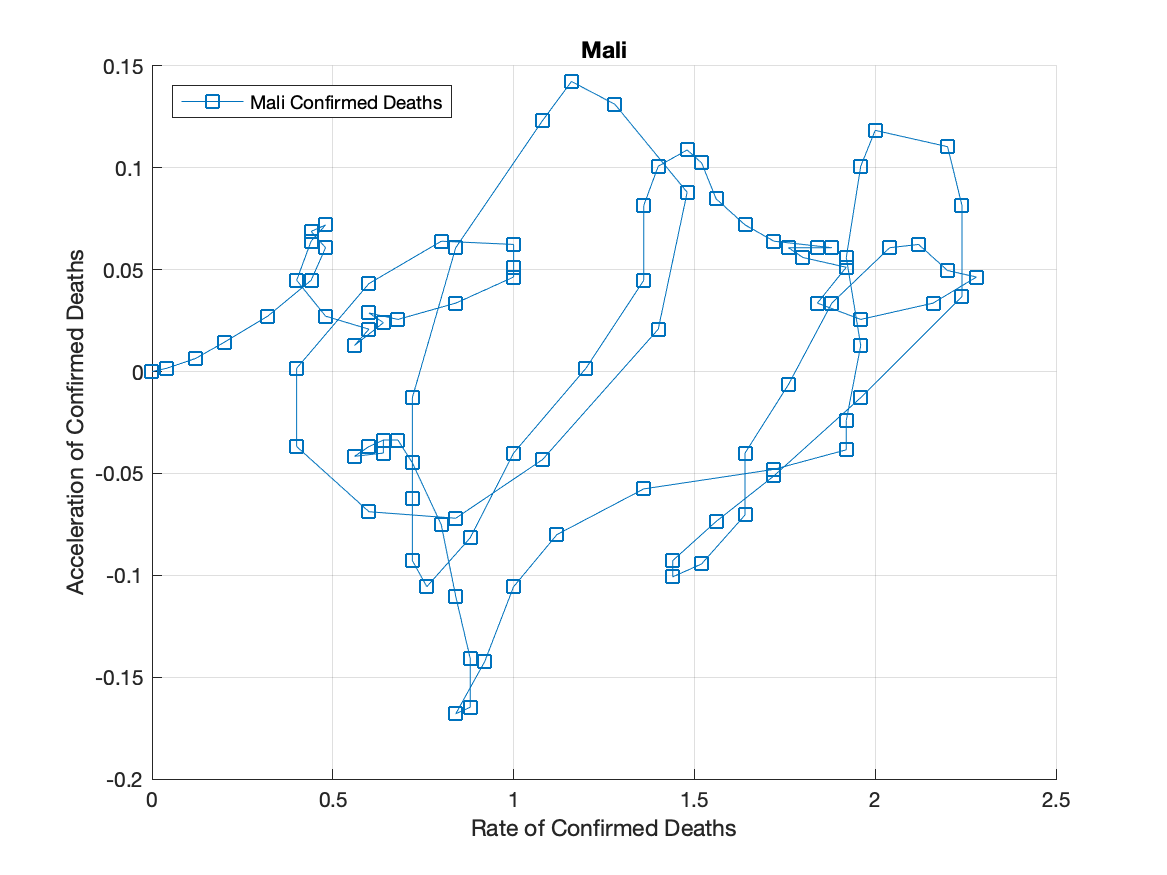 Mali
0.15
Mali Confirmed Deaths
0.1
0.05
0
-0.05
-0.1
-0.15
-0.2
Acceleration of Confirmed Deaths
0 0.5 1 1.5 2 2.5
Rate of Confirmed Deaths